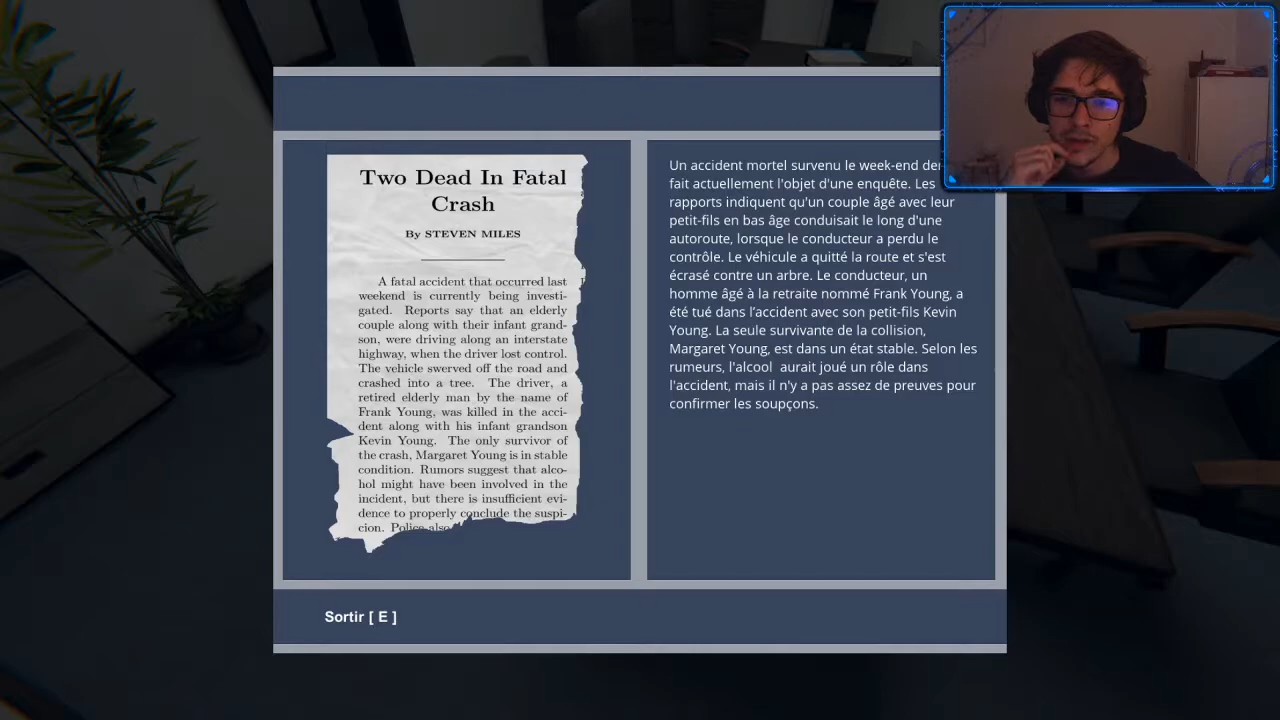 Two Dead In Fatal
Crash
By STEVEN MILES
A fatal accident that occurred last
weekend is currently being investi-
gated. Reports say that an elderly
couple along with their infant grand-
son, were driving along an interstate
highway, when the driver lost control.
The vehicle swerved off the road and
crashed into a tree. The driver, a
retired elderly man by the name of
Frank Young, was killed in the acci-
dent along with his infant grandson
Kevin Young. The only survivor of
the crash, Margaret Young is in stable
condition. Rumors suggest that alco-
hol might have been involved in the
incident, but there is insufficient evi-
dence to properly conclude the suspi-
cion. Police also
Un accident mortel survenu le week-end
fait actuellement l'objet d'une enquête. Les
rapports indiquent qu'un couple âgé avec leur
petit-fils en bas âge conduisait le long d'une
autoroute, lorsque le conducteur a perdu le
contrôle. Le véhicule a quitté la route et s'est
écrasé contre un arbre. Le conducteur, un
homme âgé à la retraite nommé Frank Young, a
été tué dans l'accident avec son petit-fils Kevin
Young. La seule survivante de la collision,
Margaret Young, est dans un état stable. Selon les
rumeurs, l'alcool aurait joué un rôle dans
l'accident, mais il n'y a pas assez de preuves pour
confirmer les soupçons.
Sortir [ E ]